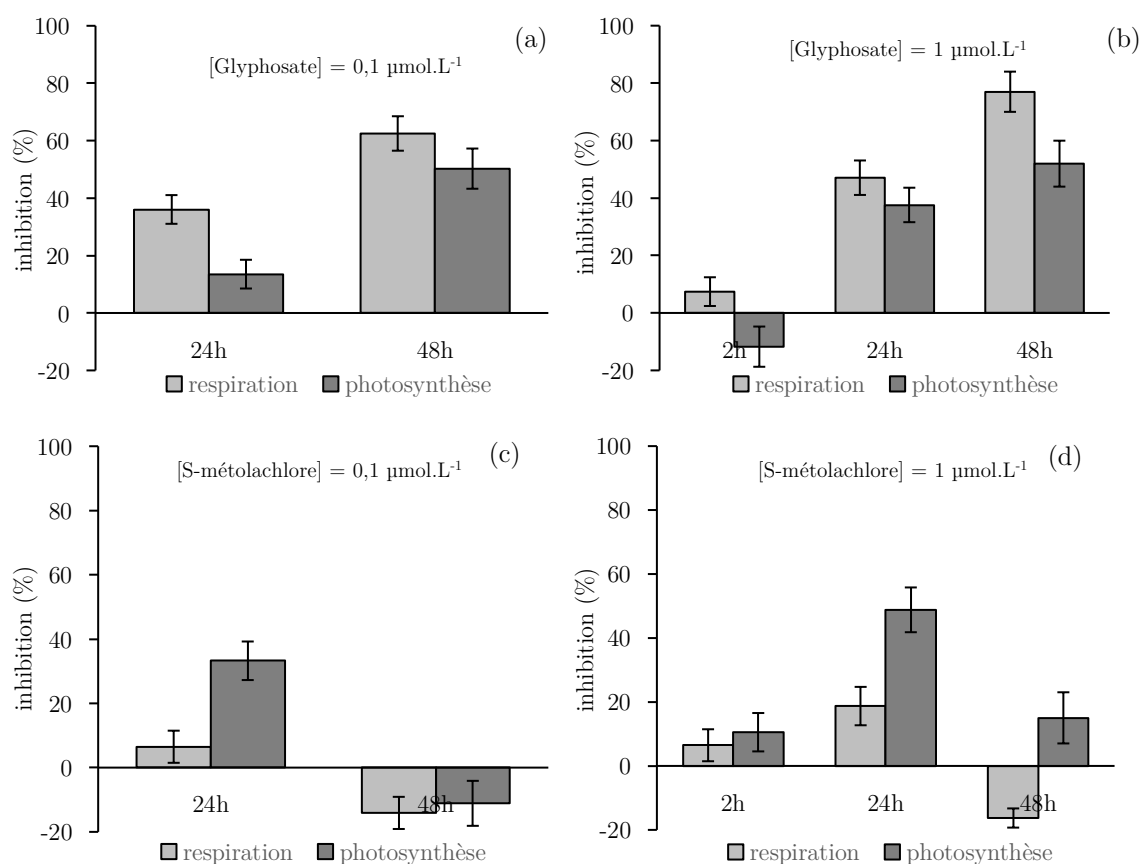 (a)
[Glyphosate] = 0,1 µmol.L-1
inhibition (%)
100
80
60
40
20
0
-20
24h
48h
respiration
photosynthèse
(b)
[Glyphosate] = 1 µmol.L-1
inhibition (%)
100
80
60
40
20
0
-20
2h
24h
48h
respiration
photosynthèse
(c)
[S-métolachlore] = 0,1 µmol.L-1
inhibition (%)
100
80
60
40
20
0
-20
24h
48h
respiration
photosynthèse
(d)
[S-métolachlore] = 1 µmol.L-1
inhibition (%)
100
80
60
40
20
0
-20
2h
24h
48h
respiration
photosynthèse